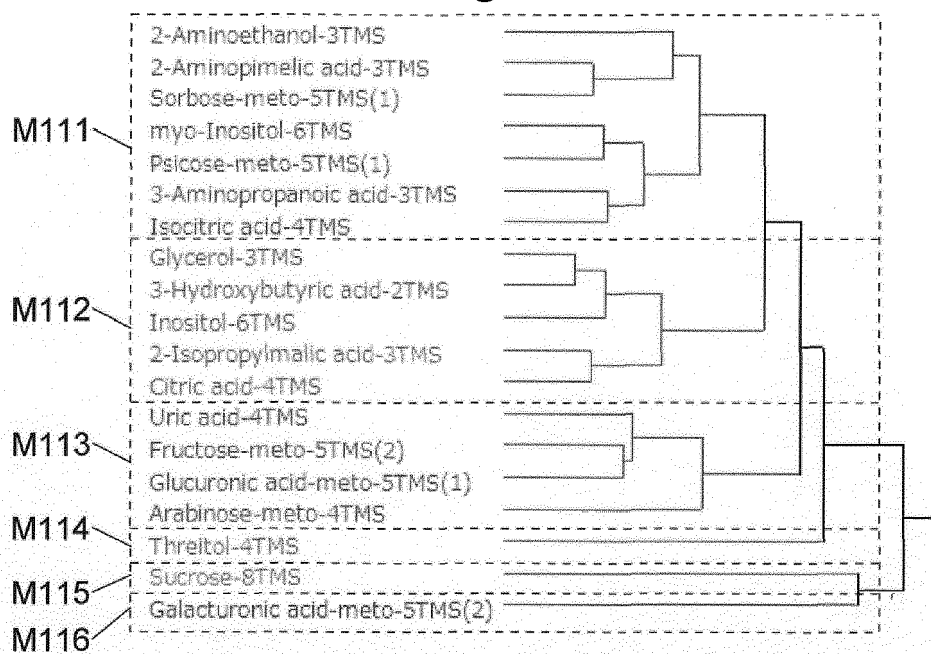 2-Aminoethanol-3TMS
2-Aminopimelic acid-3TMS
Sorbose-meto-5TMS(1)
M111
myo-Inositol-6TMS
Psicose-meto-5TMS(1)
3-Aminopropanoic acid-3TMS
Isocitric acid-4TMS
Glycerol-3TMS
3-Hydroxybutyric acid-2TMS
M112
Inositol-6TMS
2-Isopropylmalic acid-3TMS
Citric acid-4TMS
Uric acid-4TMS
M113
Fructose-meto-5TMS(2)
Glucuronic acid-meto-5TMS(1)
Arabinose-meto-4TMS
M114
Threitol-4TMS
M115
Sucrose-8TMS
Galacturonic acid-meto-5TMS(2)
M116